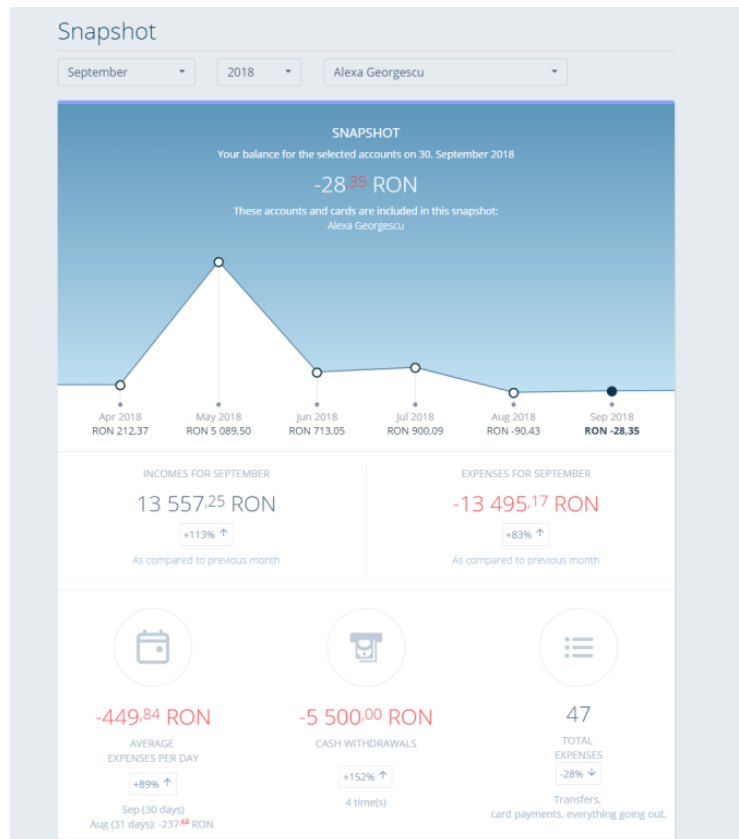 Snapshot
September 2018 Alexa Georgescu
SNAPSHOT
Your balance for the selected accounts on 30. September 2018
-28,35 RON
These accounts and cards are included in this snapshot:
Alexa Georgescu
Apr 2018 May 2018 Jun 2018 Jul 2018 Aug 2018 Sep 2018
RON 212,37 RON 5 089,50 RON 713,05 RON 900,09 RON -90,43 RON -28,35
INCOMES FOR SEPTEMBER EXPENSES FOR SEPTEMBER
13 557,25 RON -13 495,17 RON
+113% ↑ +83% ↑
As compared to previous month As compared to previous month
-449,84 RON -5 500,00 RON 47
AVERAGE CASH WITHDRAWALS TOTAL
EXPENSES PER DAY EXPENSES
+89% ↑ +152% ↑ -28% ↓
Sep (30 days) 4 time(s) Transfers,
Aug (31 days): -237,68 RON card payments, everything going out.